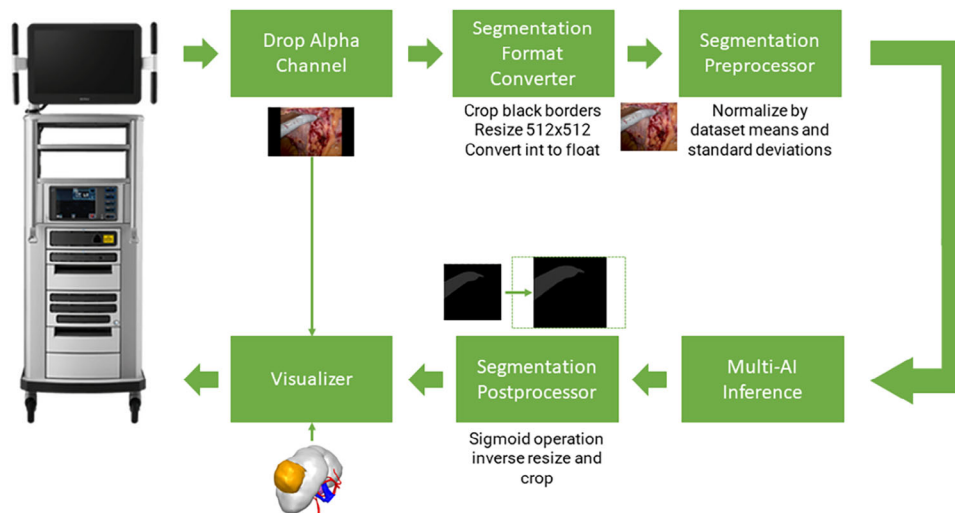 Drop Alpha
Channel
Segmentation
Format
Converter
Segmentation
Preprocessor
Crop black borders
Resize 512x512
Convert int to float
Normalize by
dataset means and
standard deviations
Visualizer
Segmentation
Postprocessor
Multi-AI
Inference
Sigmoid operation
inverse resize and
crop